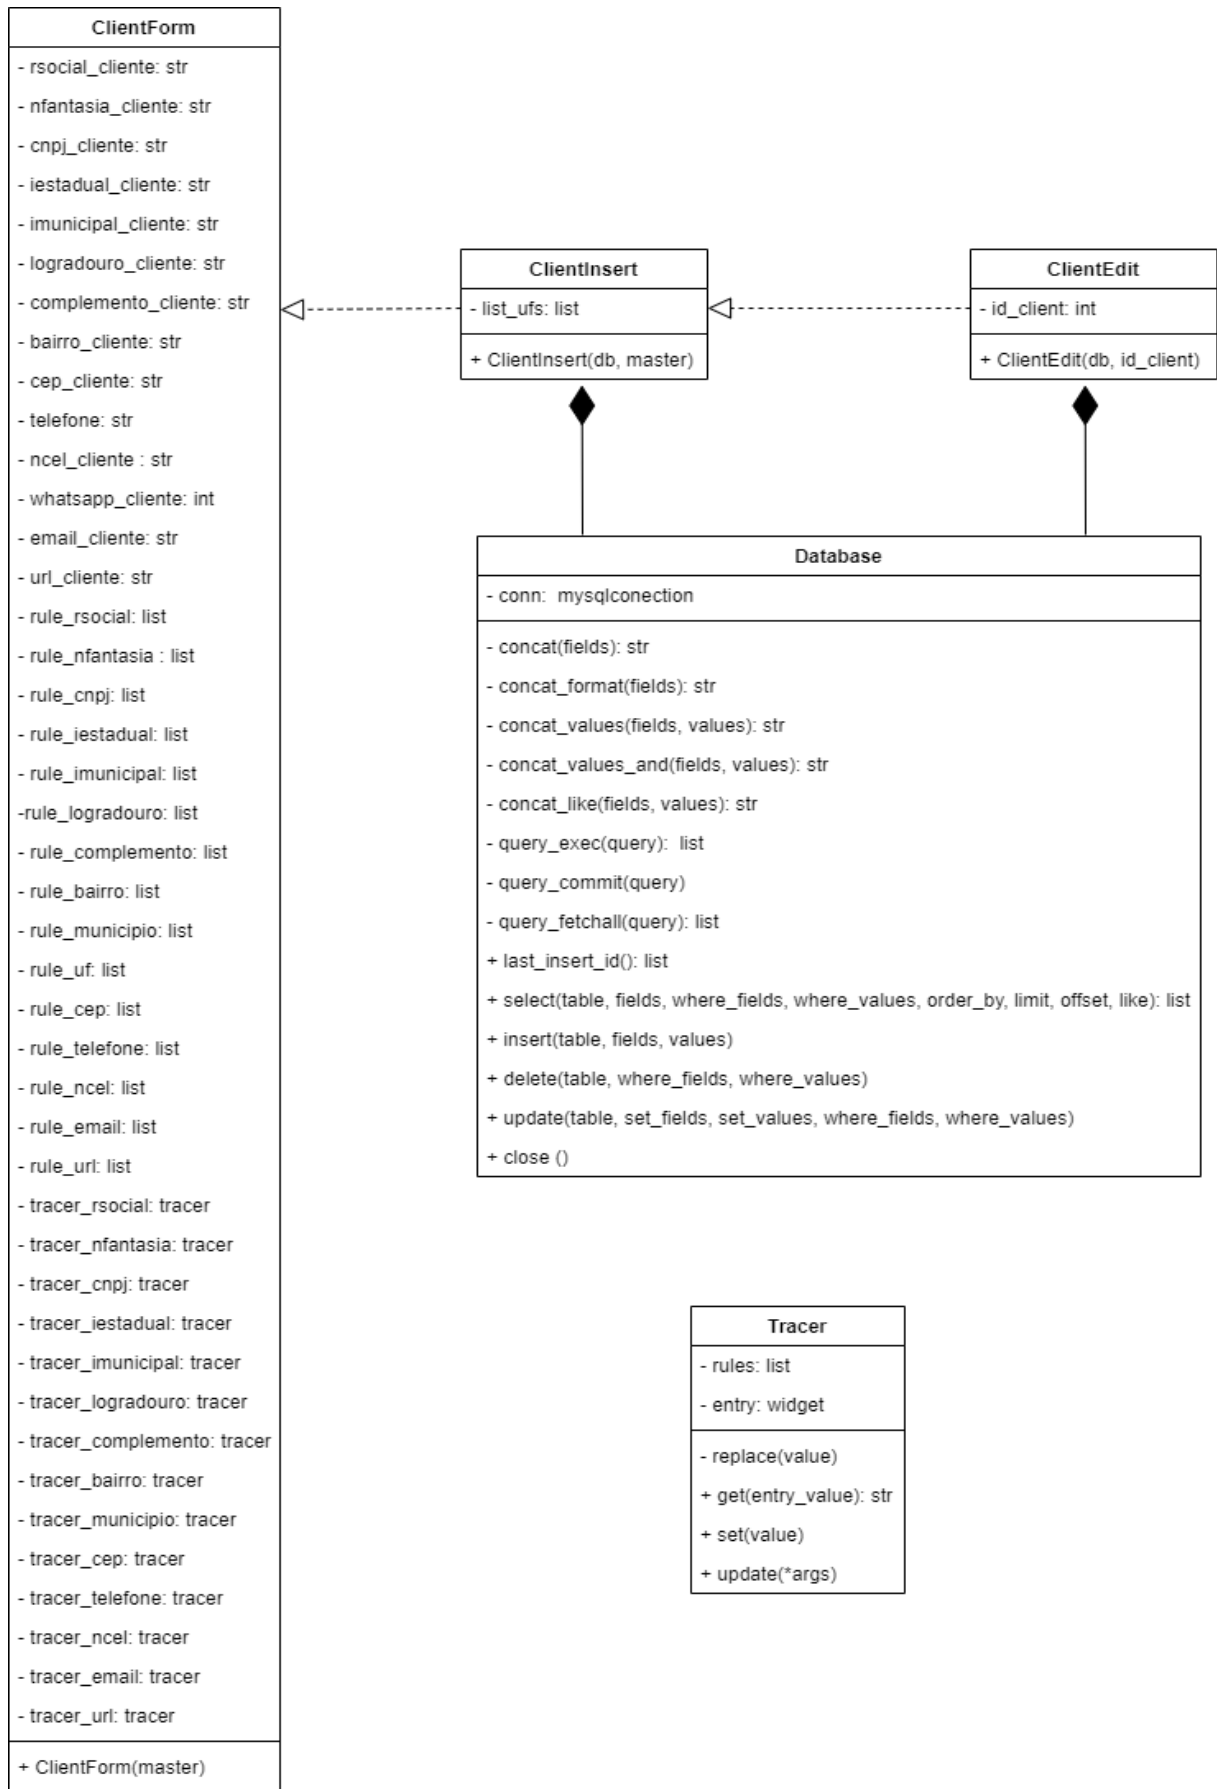 ClientForm
- rsocial_cliente: str
- nfantasia_cliente: str
- cnpj_cliente: str
- iestadual_cliente: str
- imunicipal_cliente: str
- logradouro_cliente: str
- complemento_cliente: str
- bairro_cliente: str
- cep_cliente: str
- telefone: str
- ncel_cliente : str
- whatsapp_cliente: int
- email_cliente: str
- url_cliente: str
- rule_rsocial: list
- rule_nfantasia : list
- rule_cnpj: list
- rule_iestadual: list
- rule_imunicipal: list
-rule_logradouro: list
- rule_complemento: list
- rule_bairro: list
- rule_municipio: list
- rule_uf: list
- rule_cep: list
- rule_telefone: list
- rule_ncel: list
- rule_email: list
- rule_url: list
- tracer_rsocial: tracer
- tracer_nfantasia: tracer
- tracer_cnpj: tracer
- tracer_iestadual: tracer
- tracer_imunicipal: tracer
- tracer_logradouro: tracer
- tracer_complemento: tracer
- tracer_bairro: tracer
- tracer_municipio: tracer
- tracer_cep: tracer
- tracer_telefone: tracer
- tracer_ncel: tracer
- tracer_email: tracer
- tracer_url: tracer
+ ClientForm(master)
ClientInsert
- list_ufs: list
+ ClientInsert(db, master)
ClientEdit
- id_client: int
+ ClientEdit(db, id_client)
Database
- conn:  mysqlconection
- concat(fields): str
- concat_format(fields): str
- concat_values(fields, values): str
- concat_values_and(fields, values): str
- concat_like(fields, values): str
- query_exec(query):  list
- query_commit(query)
- query_fetchall(query): list
+ last_insert_id(): list
+ select(table, fields, where_fields, where_values, order_by, limit, offset, like): list
+ insert(table, fields, values)
+ delete(table, where_fields, where_values)
+ update(table, set_fields, set_values, where_fields, where_values)
+ close ()
Tracer
- rules: list
- entry: widget
- replace(value)
+ get(entry_value): str
+ set(value)
+ update(*args)